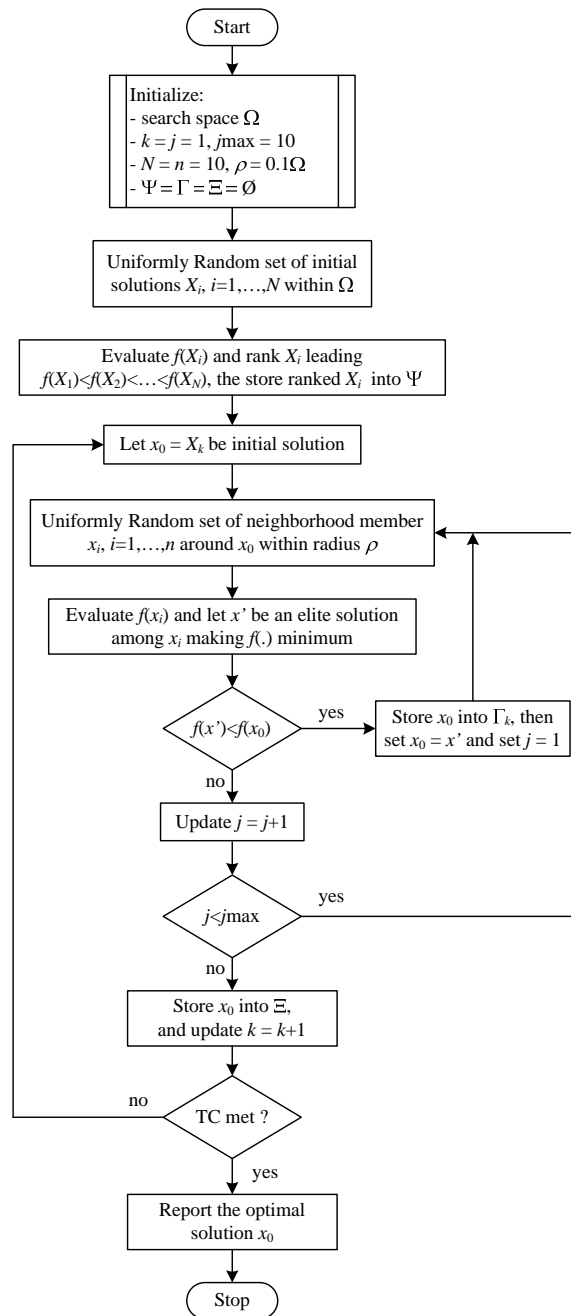 Start
Initialize:
- search space Ω
- k = j = 1, jmax = 10
- N = n = 10, ρ = 0.1Ω
- Ψ = Γ = Ξ = Ø
Uniformly Random set of initial
solutions Xi, i=1,…,N within Ω
Evaluate f(Xi) and rank Xi leading
f(X1)<f(X2)<…<f(XN), the store ranked Xi into Ψ
Let x0 = Xk be initial solution
Uniformly Random set of neighborhood member
xi, i=1,…,n around x0 within radius ρ
Evaluate f(xi) and let x’ be an elite solution
among xi making f(.) minimum
f(x’)<f(x0)
yes
Store x0 into Γk, then
set x0 = x’ and set j = 1
no
Update j = j+1
j<jmax
yes
no
Store x0 into Ξ,
and update k = k+1
TC met ?
no
yes
Report the optimal
solution x0
Stop